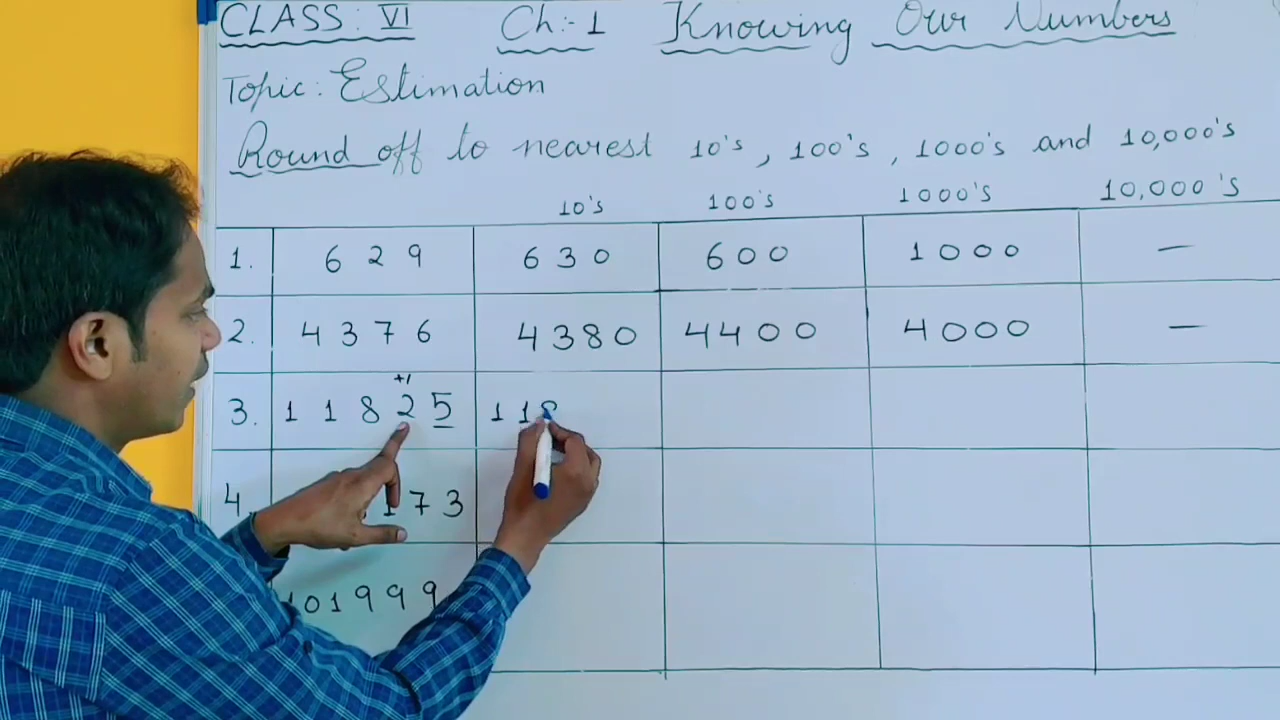 CLASS : VI Ch:- 1 Knowing Our Numbers
Topic : Estimation
Round off to nearest 10's , 100's , 1000's and 10,000's
10's 100's 1000's 10,000's
1. 629 630 600 1000 —
2. 4376 4380 4400 4000 —
+1
3. 11825 118
4. 173
101999